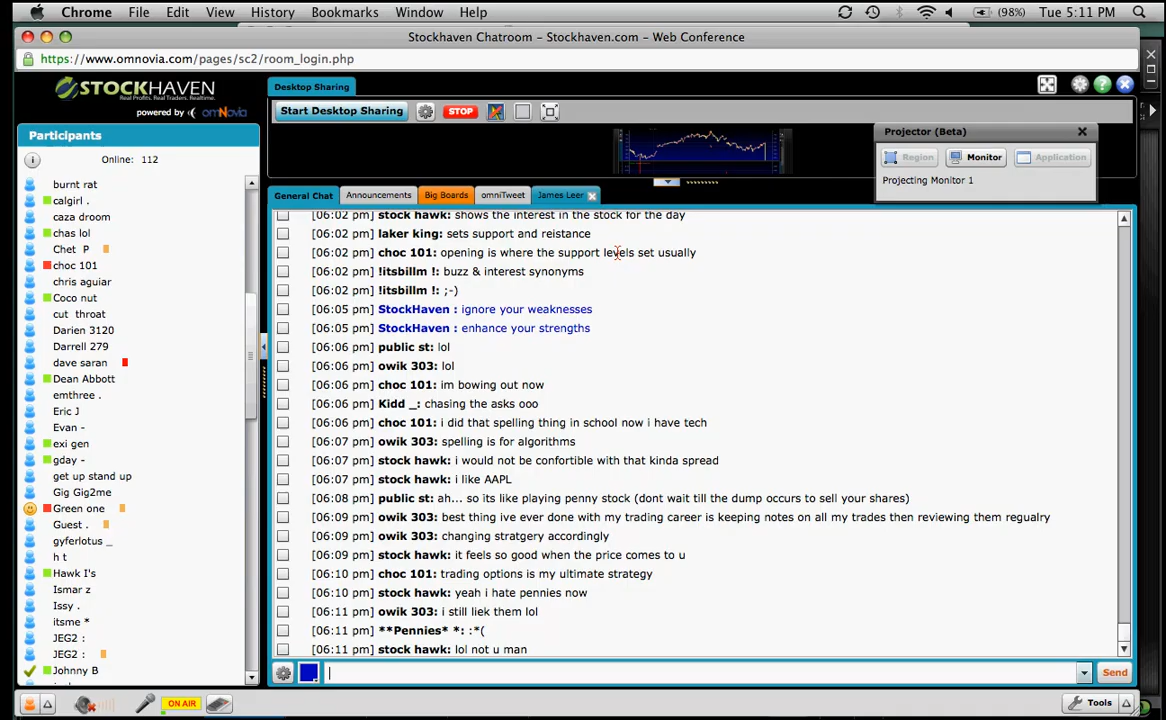 Chrome File Edit View History Bookmarks Window Help (98%) Tue 5:11 PM
Stockhaven Chatroom – Stockhaven.com – Web Conference
https://www.omnovia.com/pages/sc2/room_login.php
STOCKHAVEN
Real Profits. Real Traders. Realtime.
powered by omNovia
Participants
Online: 112
burnt rat
calgirl .
caza droom
chas lol
Chet P
choc 101
chris aguiar
Coco nut
cut throat
Darien 3120
Darrell 279
dave saran
Dean Abbott
emthree .
Eric J
Evan -
exi gen
gday -
get up stand up
Gig Gig2me
Green one
Guest .
gyferlotus _
h t
Hawk I's
Ismar z
Issy .
itsme *
JEG2 :
JEG2 :
Johnny B
ON AIR
Desktop Sharing
Start Desktop Sharing STOP
Projector (Beta)
Region Monitor Application
Projecting Monitor 1
General Chat Announcements Big Boards omniTweet James Leer
[06:02 pm] stock hawk: shows the interest in the stock for the day
[06:02 pm] laker king: sets support and reistance
[06:02 pm] choc 101: opening is where the support levels set usually
[06:02 pm] !itsbillm !: buzz & interest synonyms
[06:02 pm] !itsbillm !: ;-)
[06:05 pm] StockHaven : ignore your weaknesses
[06:05 pm] StockHaven : enhance your strengths
[06:06 pm] public st: lol
[06:06 pm] owik 303: lol
[06:06 pm] choc 101: im bowing out now
[06:06 pm] Kidd _: chasing the asks ooo
[06:06 pm] choc 101: i did that spelling thing in school now i have tech
[06:07 pm] owik 303: spelling is for algorithms
[06:07 pm] stock hawk: i would not be confortible with that kinda spread
[06:07 pm] stock hawk: i like AAPL
[06:08 pm] public st: ah... so its like playing penny stock (dont wait till the dump occurs to sell your shares)
[06:09 pm] owik 303: best thing ive ever done with my trading career is keeping notes on all my trades then reviewing them regualry
[06:09 pm] owik 303: changing stratgery accordingly
[06:09 pm] stock hawk: it feels so good when the price comes to u
[06:10 pm] choc 101: trading options is my ultimate strategy
[06:10 pm] stock hawk: yeah i hate pennies now
[06:11 pm] owik 303: i still liek them lol
[06:11 pm] **Pennies* *: :*(
[06:11 pm] stock hawk: lol not u man
Send
Tools